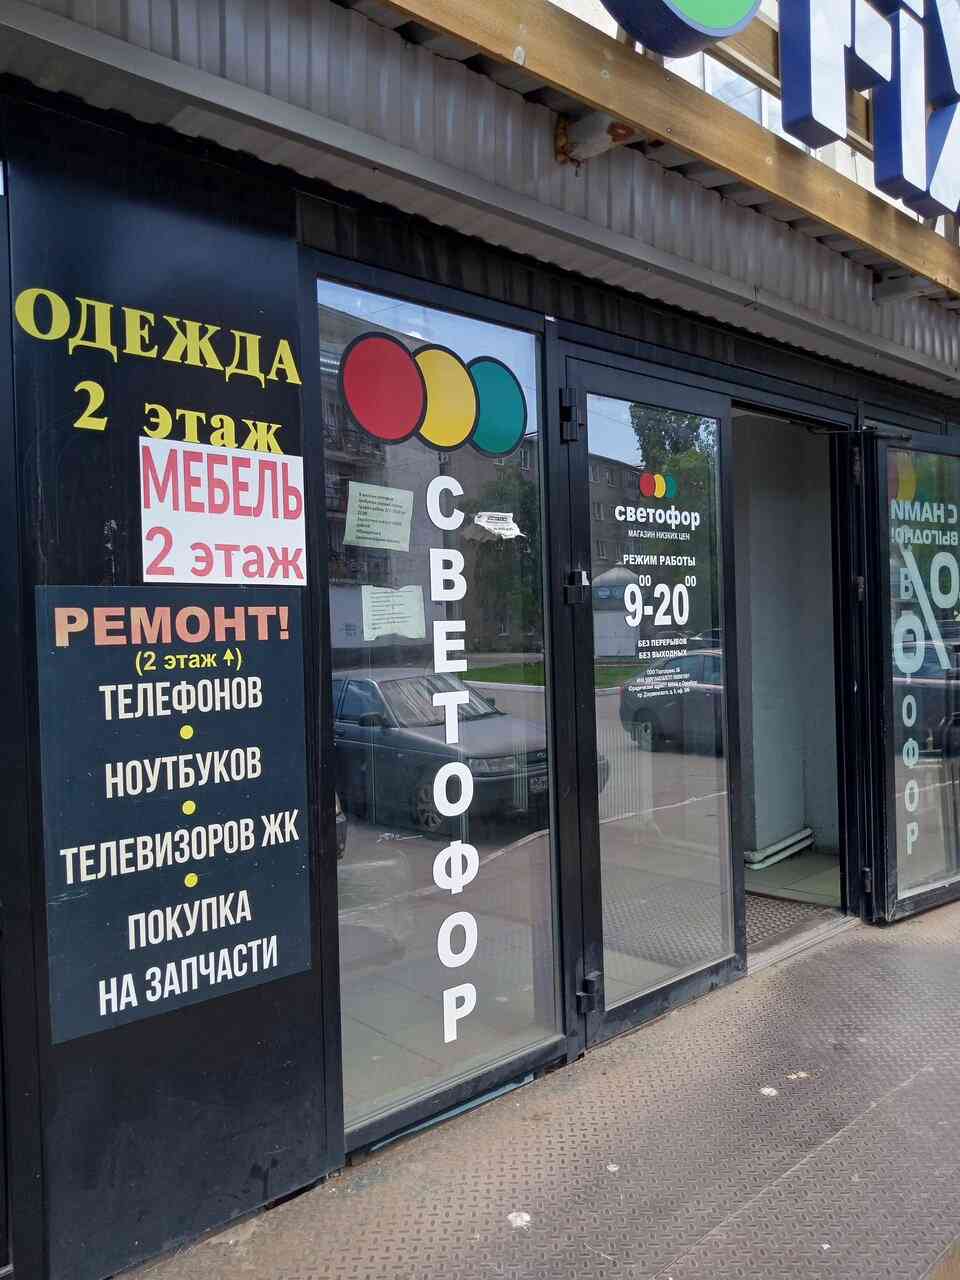 ОДЕЖДА
2 этаж
МЕБЕЛЬ
2 этаж
РЕМОНТ!
(2 этаж ↑)
ТЕЛЕФОНОВ
НОУТБУКОВ
ТЕЛЕВИЗОРОВ ЖК
ПОКУПКА
НА ЗАПЧАСТИ
СВЕТОФОР
светофор
МАГАЗИН НИЗКИХ ЦЕН
РЕЖИМ РАБОТЫ
9⁰⁰-20⁰⁰
БЕЗ ПЕРЕРЫВОВ
БЕЗ ВЫХОДНЫХ
С НАМИ
ВЫГОДНО!
%
СВЕТОФОР